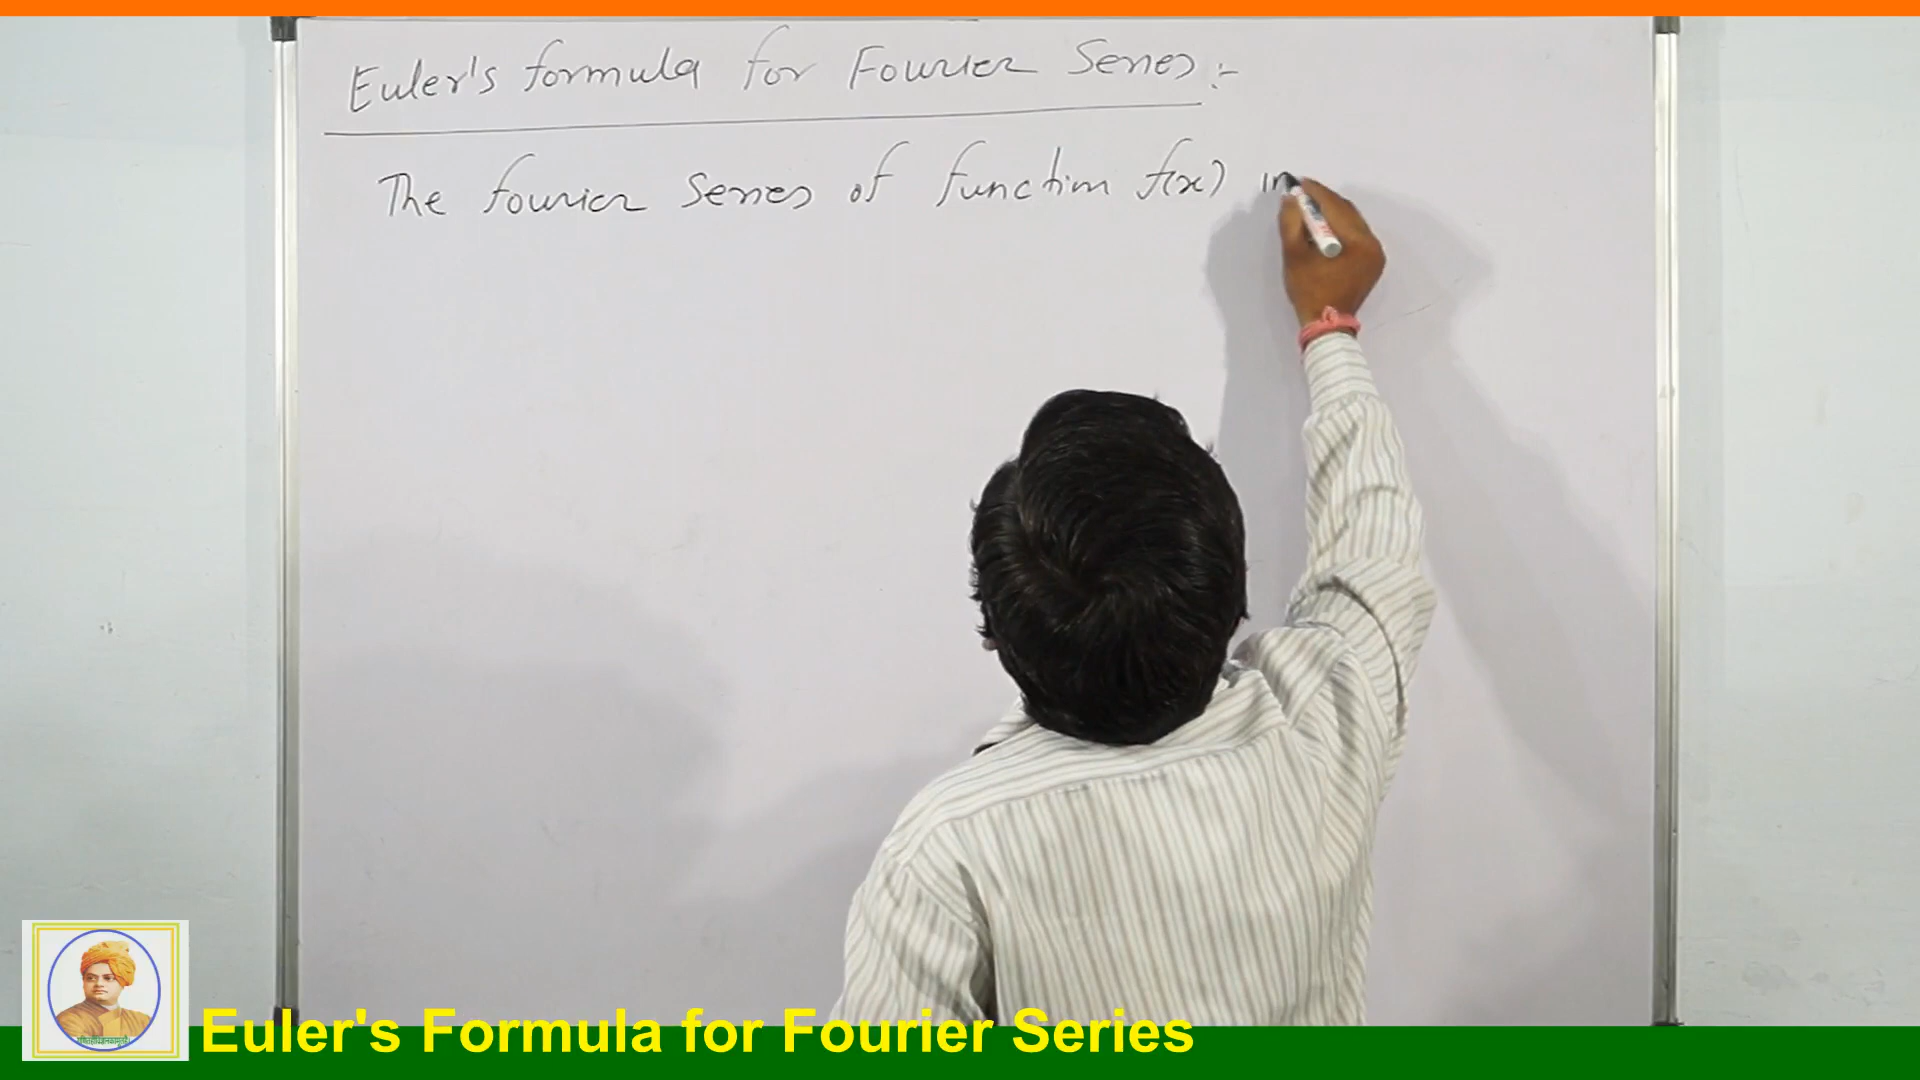 Euler's formula for Fourier Series :-
The fourier series of function f(x) in
Euler's Formula for Fourier Series